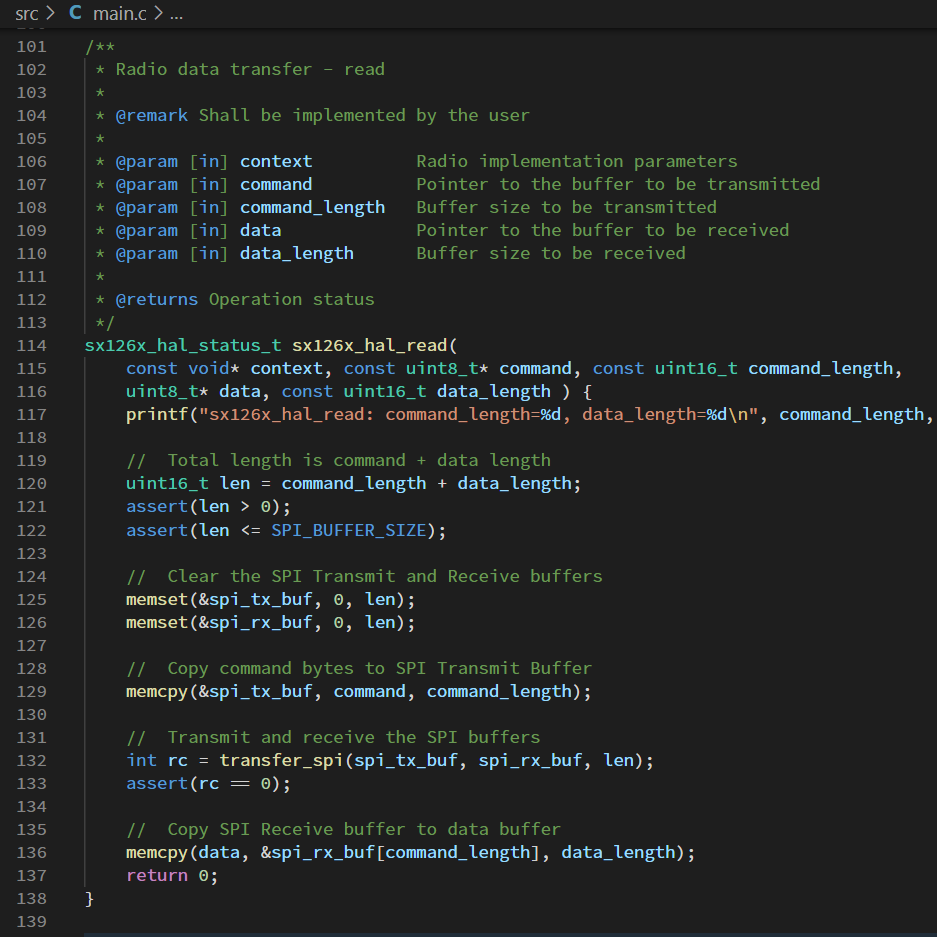 src > C main.c > ...
101 /**
102  * Radio data transfer - read
103  *
104  * @remark Shall be implemented by the user
105  *
106  * @param [in] context          Radio implementation parameters
107  * @param [in] command          Pointer to the buffer to be transmitted
108  * @param [in] command_length   Buffer size to be transmitted
109  * @param [in] data             Pointer to the buffer to be received
110  * @param [in] data_length      Buffer size to be received
111  *
112  * @returns Operation status
113  */
114 sx126x_hal_status_t sx126x_hal_read(
115     const void* context, const uint8_t* command, const uint16_t command_length,
116     uint8_t* data, const uint16_t data_length ) {
117     printf("sx126x_hal_read: command_length=%d, data_length=%d\n", command_length,
118
119     //  Total length is command + data length
120     uint16_t len = command_length + data_length;
121     assert(len > 0);
122     assert(len <= SPI_BUFFER_SIZE);
123
124     //  Clear the SPI Transmit and Receive buffers
125     memset(&spi_tx_buf, 0, len);
126     memset(&spi_rx_buf, 0, len);
127
128     //  Copy command bytes to SPI Transmit Buffer
129     memcpy(&spi_tx_buf, command, command_length);
130
131     //  Transmit and receive the SPI buffers
132     int rc = transfer_spi(spi_tx_buf, spi_rx_buf, len);
133     assert(rc == 0);
134
135     //  Copy SPI Receive buffer to data buffer
136     memcpy(data, &spi_rx_buf[command_length], data_length);
137     return 0;
138 }
139